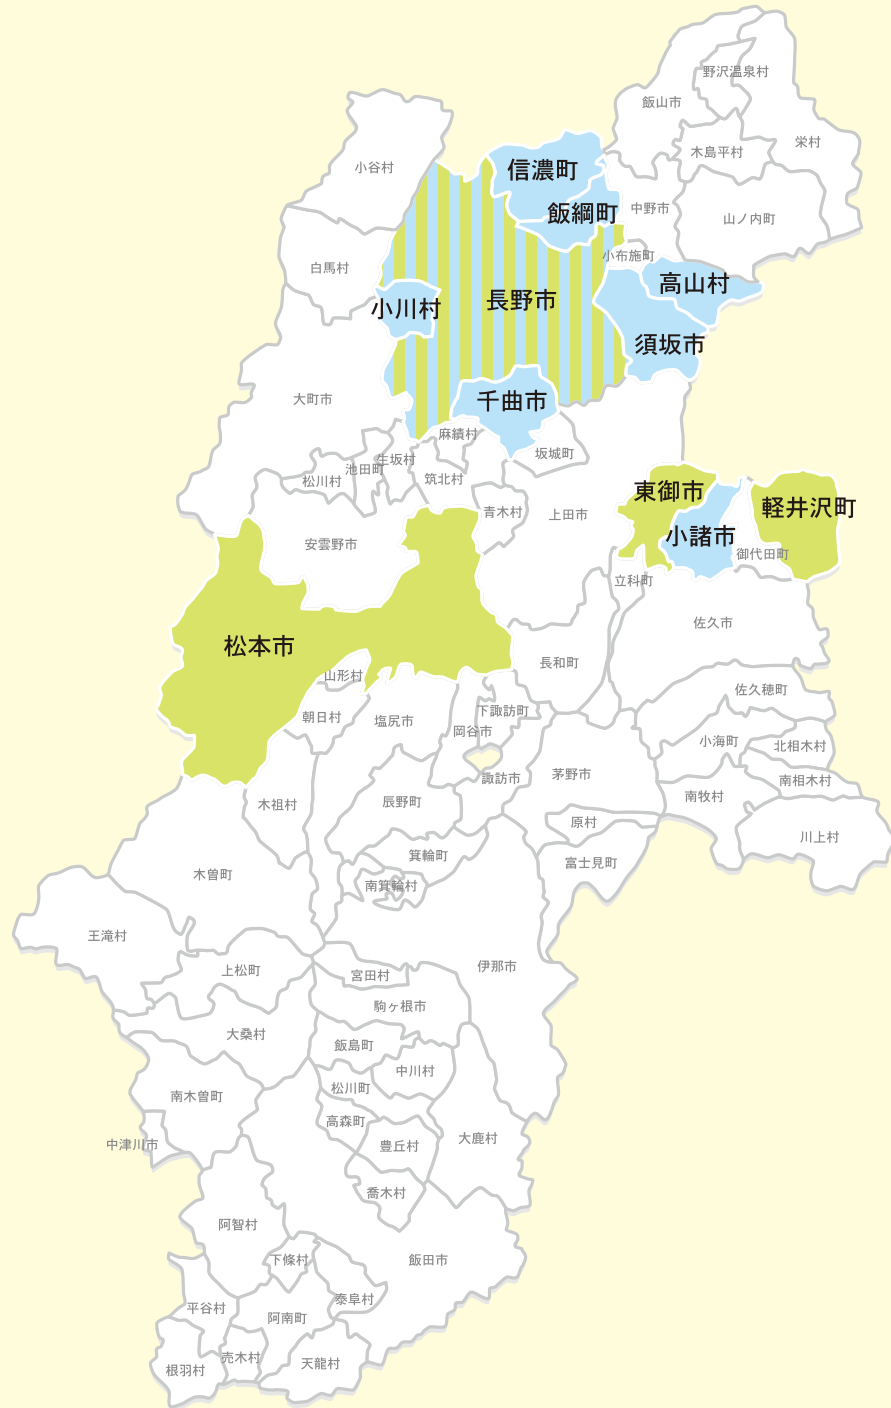 野沢温泉村
飯山市
栄村
木島平村
小谷村
信濃町
中野市
飯綱町
山ノ内町
小布施町
白馬村
高山村
長野市
小川村
須坂市
大町市
千曲市
麻績村
坂城町
生坂村
池田町
松川村
筑北村
東御市
軽井沢町
青木村
上田市
小諸市
安曇野市
御代田町
立科町
佐久市
松本市
長和町
山形村
佐久穂町
下諏訪町
朝日村
塩尻市
岡谷市
小海町
北相木村
諏訪市
茅野市
南相木村
南牧村
辰野町
木祖村
原村
川上村
箕輪町
富士見町
木曽町
南箕輪村
王滝村
伊那市
上松町
宮田村
駒ヶ根市
大桑村
飯島町
中川村
松川町
南木曽町
高森町
大鹿村
中津川市
豊丘村
喬木村
阿智村
下條村
飯田市
泰阜村
平谷村
阿南町
売木村
天龍村
根羽村